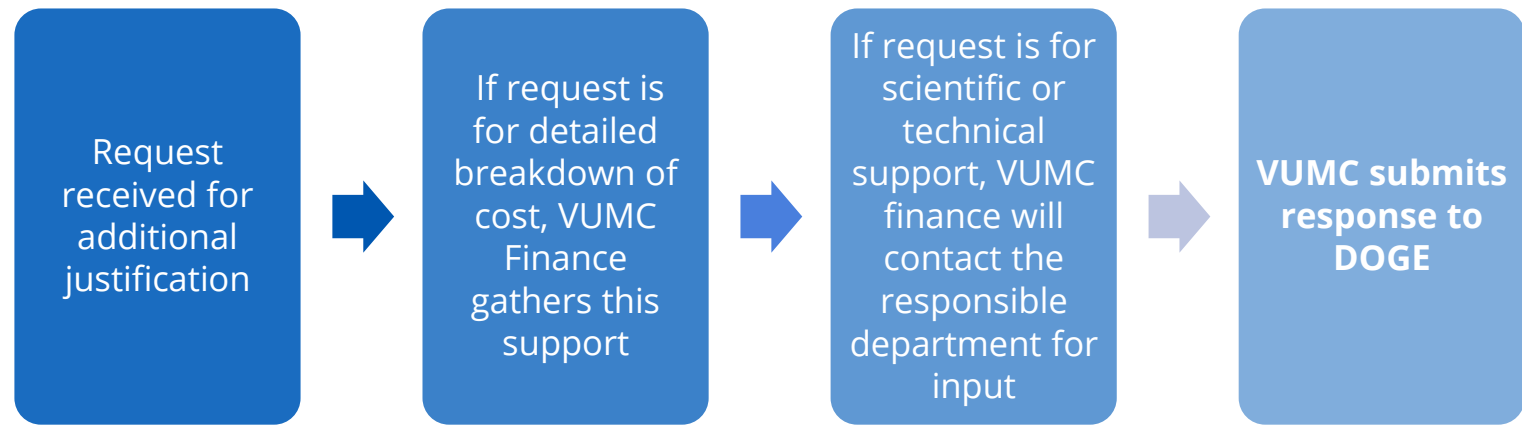 Request
received for
additional
justification
If request is
for detailed
breakdown of
cost, VUMC
Finance
gathers this
support
If request is for
scientific or
technical
support, VUMC
finance will
contact the
responsible
department for
input
VUMC submits
response to
DOGE